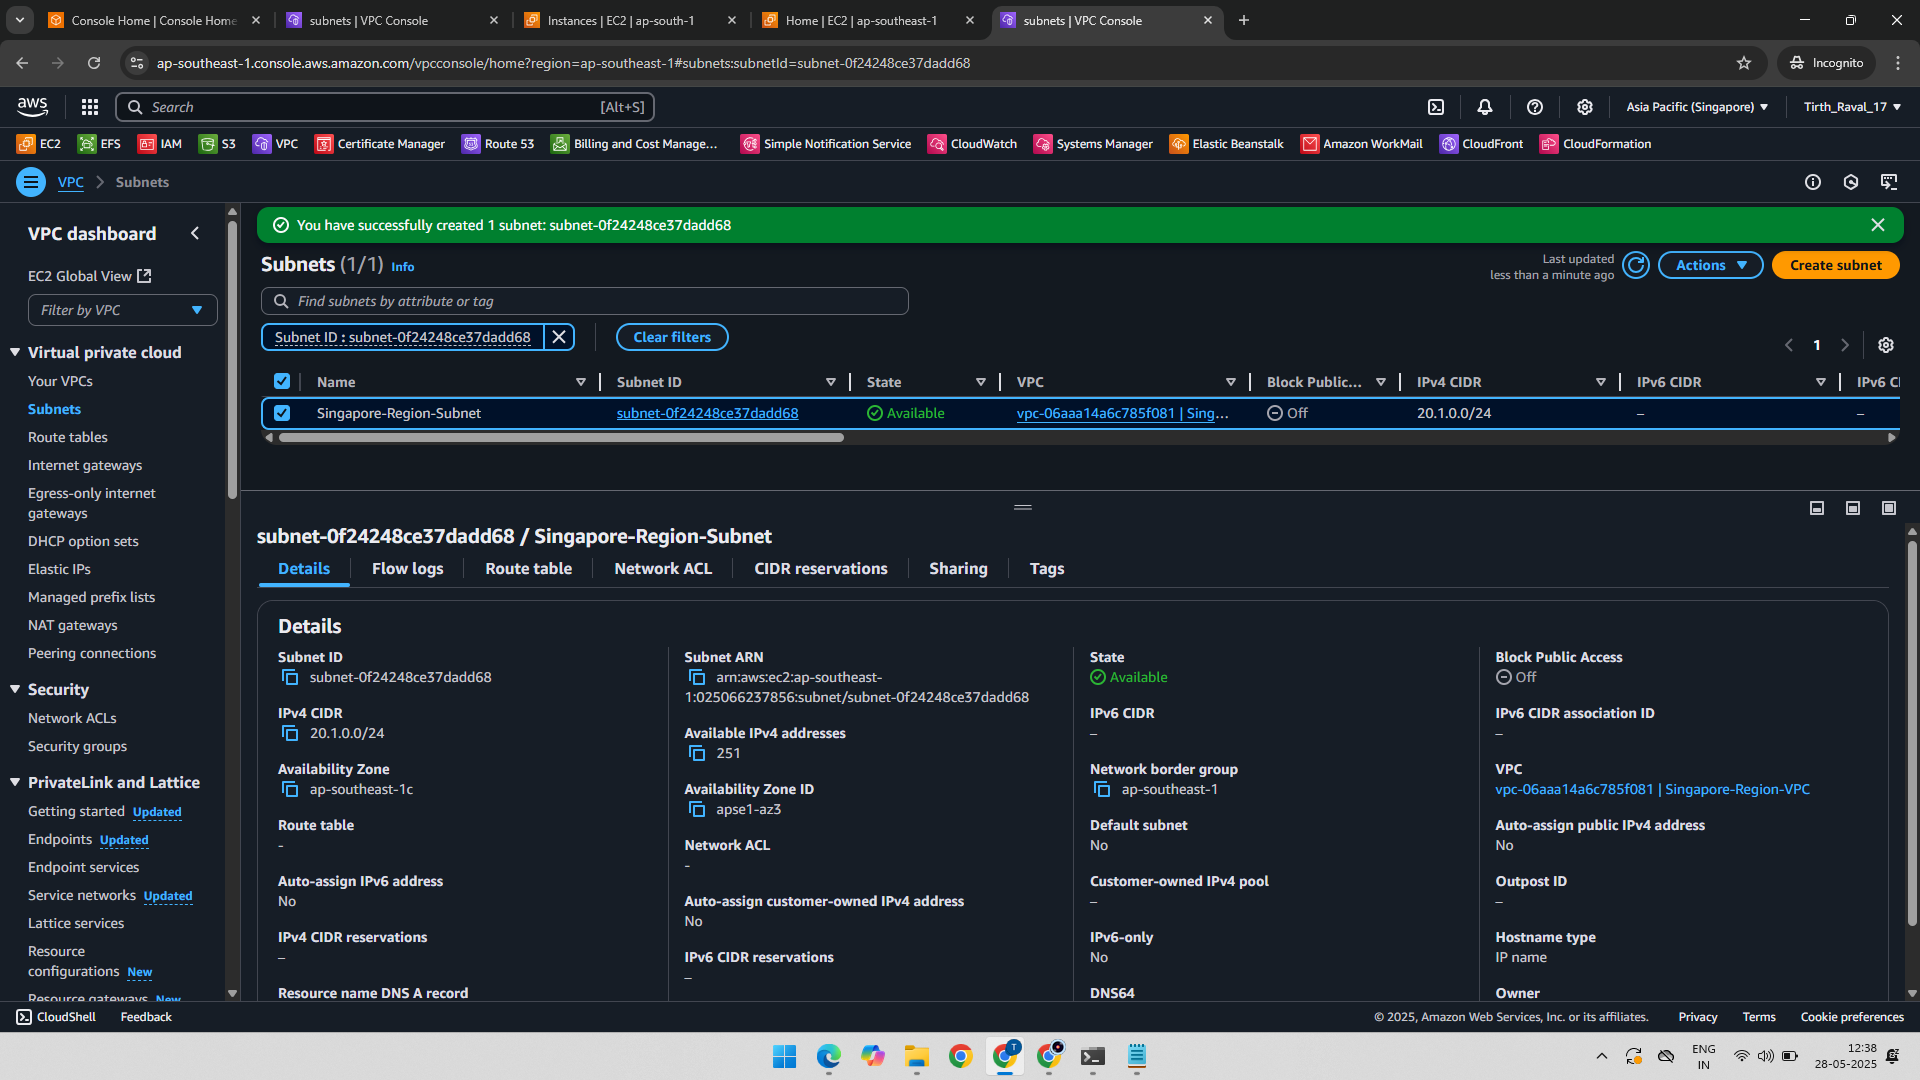 Console Home | Console Home
subnets | VPC Console
Instances | EC2 | ap-south-1
Home | EC2 | ap-southeast-1
subnets | VPC Console
ap-southeast-1.console.aws.amazon.com/vpcconsole/home?region=ap-southeast-1#subnets:subnetId=subnet-0f24248ce37dadd68
Incognito
aws
Search
[Alt+S]
Asia Pacific (Singapore)
Tirth_Raval_17
EC2
EFS
IAM
S3
VPC
Certificate Manager
Route 53
Billing and Cost Manage...
Simple Notification Service
CloudWatch
Systems Manager
Elastic Beanstalk
Amazon WorkMail
CloudFront
CloudFormation
VPC
Subnets
VPC dashboard
EC2 Global View
Filter by VPC
Virtual private cloud
Your VPCs
Subnets
Route tables
Internet gateways
Egress-only internet
gateways
DHCP option sets
Elastic IPs
Managed prefix lists
NAT gateways
Peering connections
Security
Network ACLs
Security groups
PrivateLink and Lattice
Getting started Updated
Endpoints Updated
Endpoint services
Service networks Updated
Lattice services
Resource
configurations New
Resource gateways New
You have successfully created 1 subnet: subnet-0f24248ce37dadd68
Subnets (1/1) Info
Last updated
less than a minute ago
Actions
Create subnet
Find subnets by attribute or tag
Subnet ID : subnet-0f24248ce37dadd68
Clear filters
1
Name
Subnet ID
State
VPC
Block Public...
IPv4 CIDR
IPv6 CIDR
IPv6 CI
Singapore-Region-Subnet
subnet-0f24248ce37dadd68
Available
vpc-06aaa14a6c785f081 | Sing...
Off
20.1.0.0/24
–
–
subnet-0f24248ce37dadd68 / Singapore-Region-Subnet
Details
Flow logs
Route table
Network ACL
CIDR reservations
Sharing
Tags
Details
Subnet ID
subnet-0f24248ce37dadd68
IPv4 CIDR
20.1.0.0/24
Availability Zone
ap-southeast-1c
Route table
-
Auto-assign IPv6 address
No
IPv4 CIDR reservations
–
Resource name DNS A record
Subnet ARN
arn:aws:ec2:ap-southeast-
1:025066237856:subnet/subnet-0f24248ce37dadd68
Available IPv4 addresses
251
Availability Zone ID
apse1-az3
Network ACL
-
Auto-assign customer-owned IPv4 address
No
IPv6 CIDR reservations
–
State
Available
IPv6 CIDR
–
Network border group
ap-southeast-1
Default subnet
No
Customer-owned IPv4 pool
–
IPv6-only
No
DNS64
Block Public Access
Off
IPv6 CIDR association ID
–
VPC
vpc-06aaa14a6c785f081 | Singapore-Region-VPC
Auto-assign public IPv4 address
No
Outpost ID
–
Hostname type
IP name
Owner
CloudShell
Feedback
© 2025, Amazon Web Services, Inc. or its affiliates.
Privacy
Terms
Cookie preferences
T
ENG
IN
12:38
28-05-2025